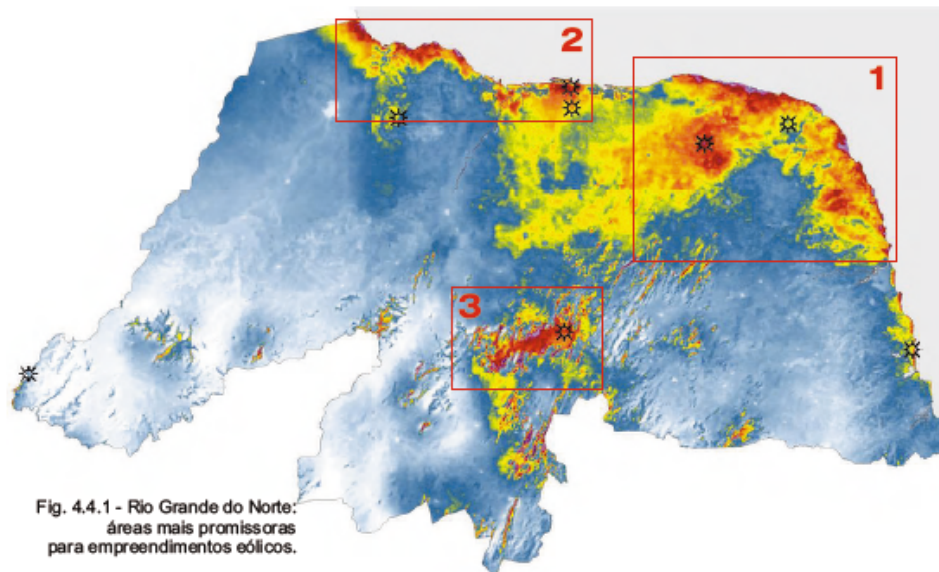 2
1
3
Fig. 4.4.1 - Rio Grande do Norte:
áreas mais promissoras
para empreendimentos eólicos.